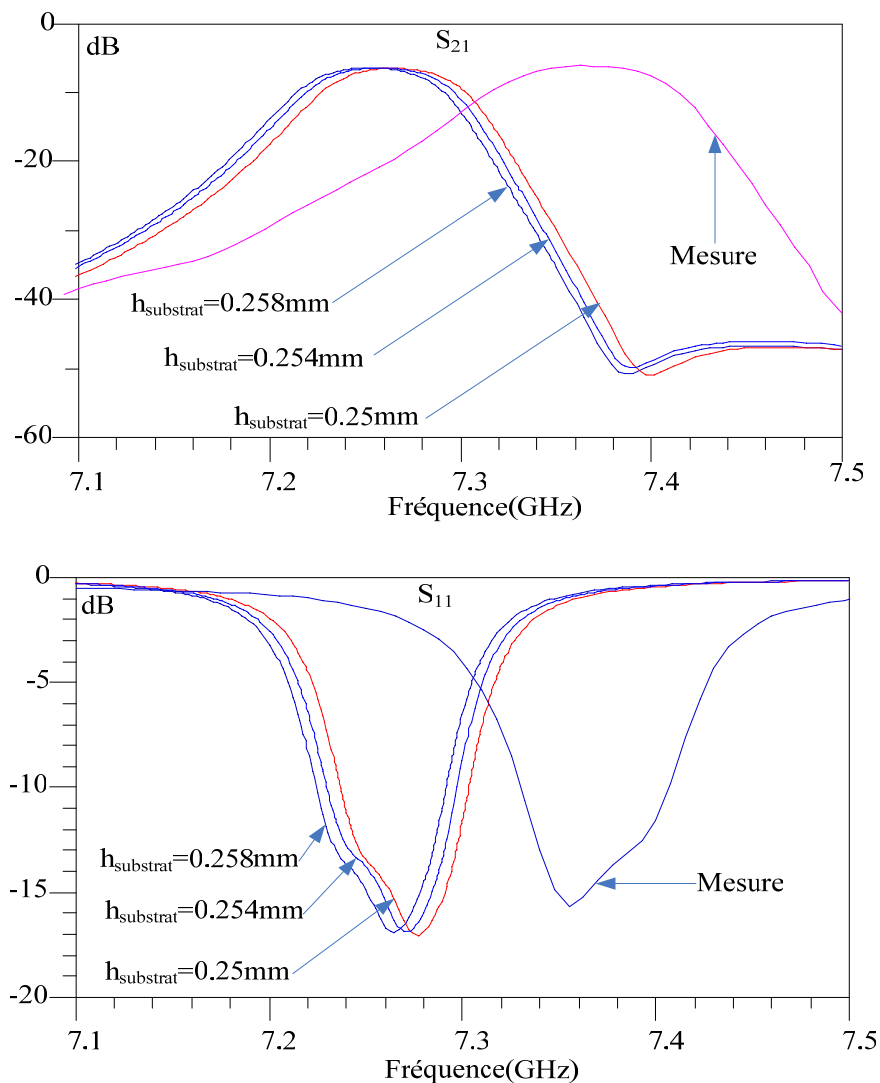 0
dB
S21
-20
Mesure
hsubstrat=0.258mm
-40
hsubstrat=0.254mm
hsubstrat=0.25mm
-60
7.1 7.2 7.3 7.4 7.5
Fréquence(GHz)
0
dB
S11
-5
-10
hsubstrat=0.258mm
Mesure
-15
hsubstrat=0.254mm
hsubstrat=0.25mm
-20
7.1 7.2 7.3 7.4 7.5
Fréquence(GHz)